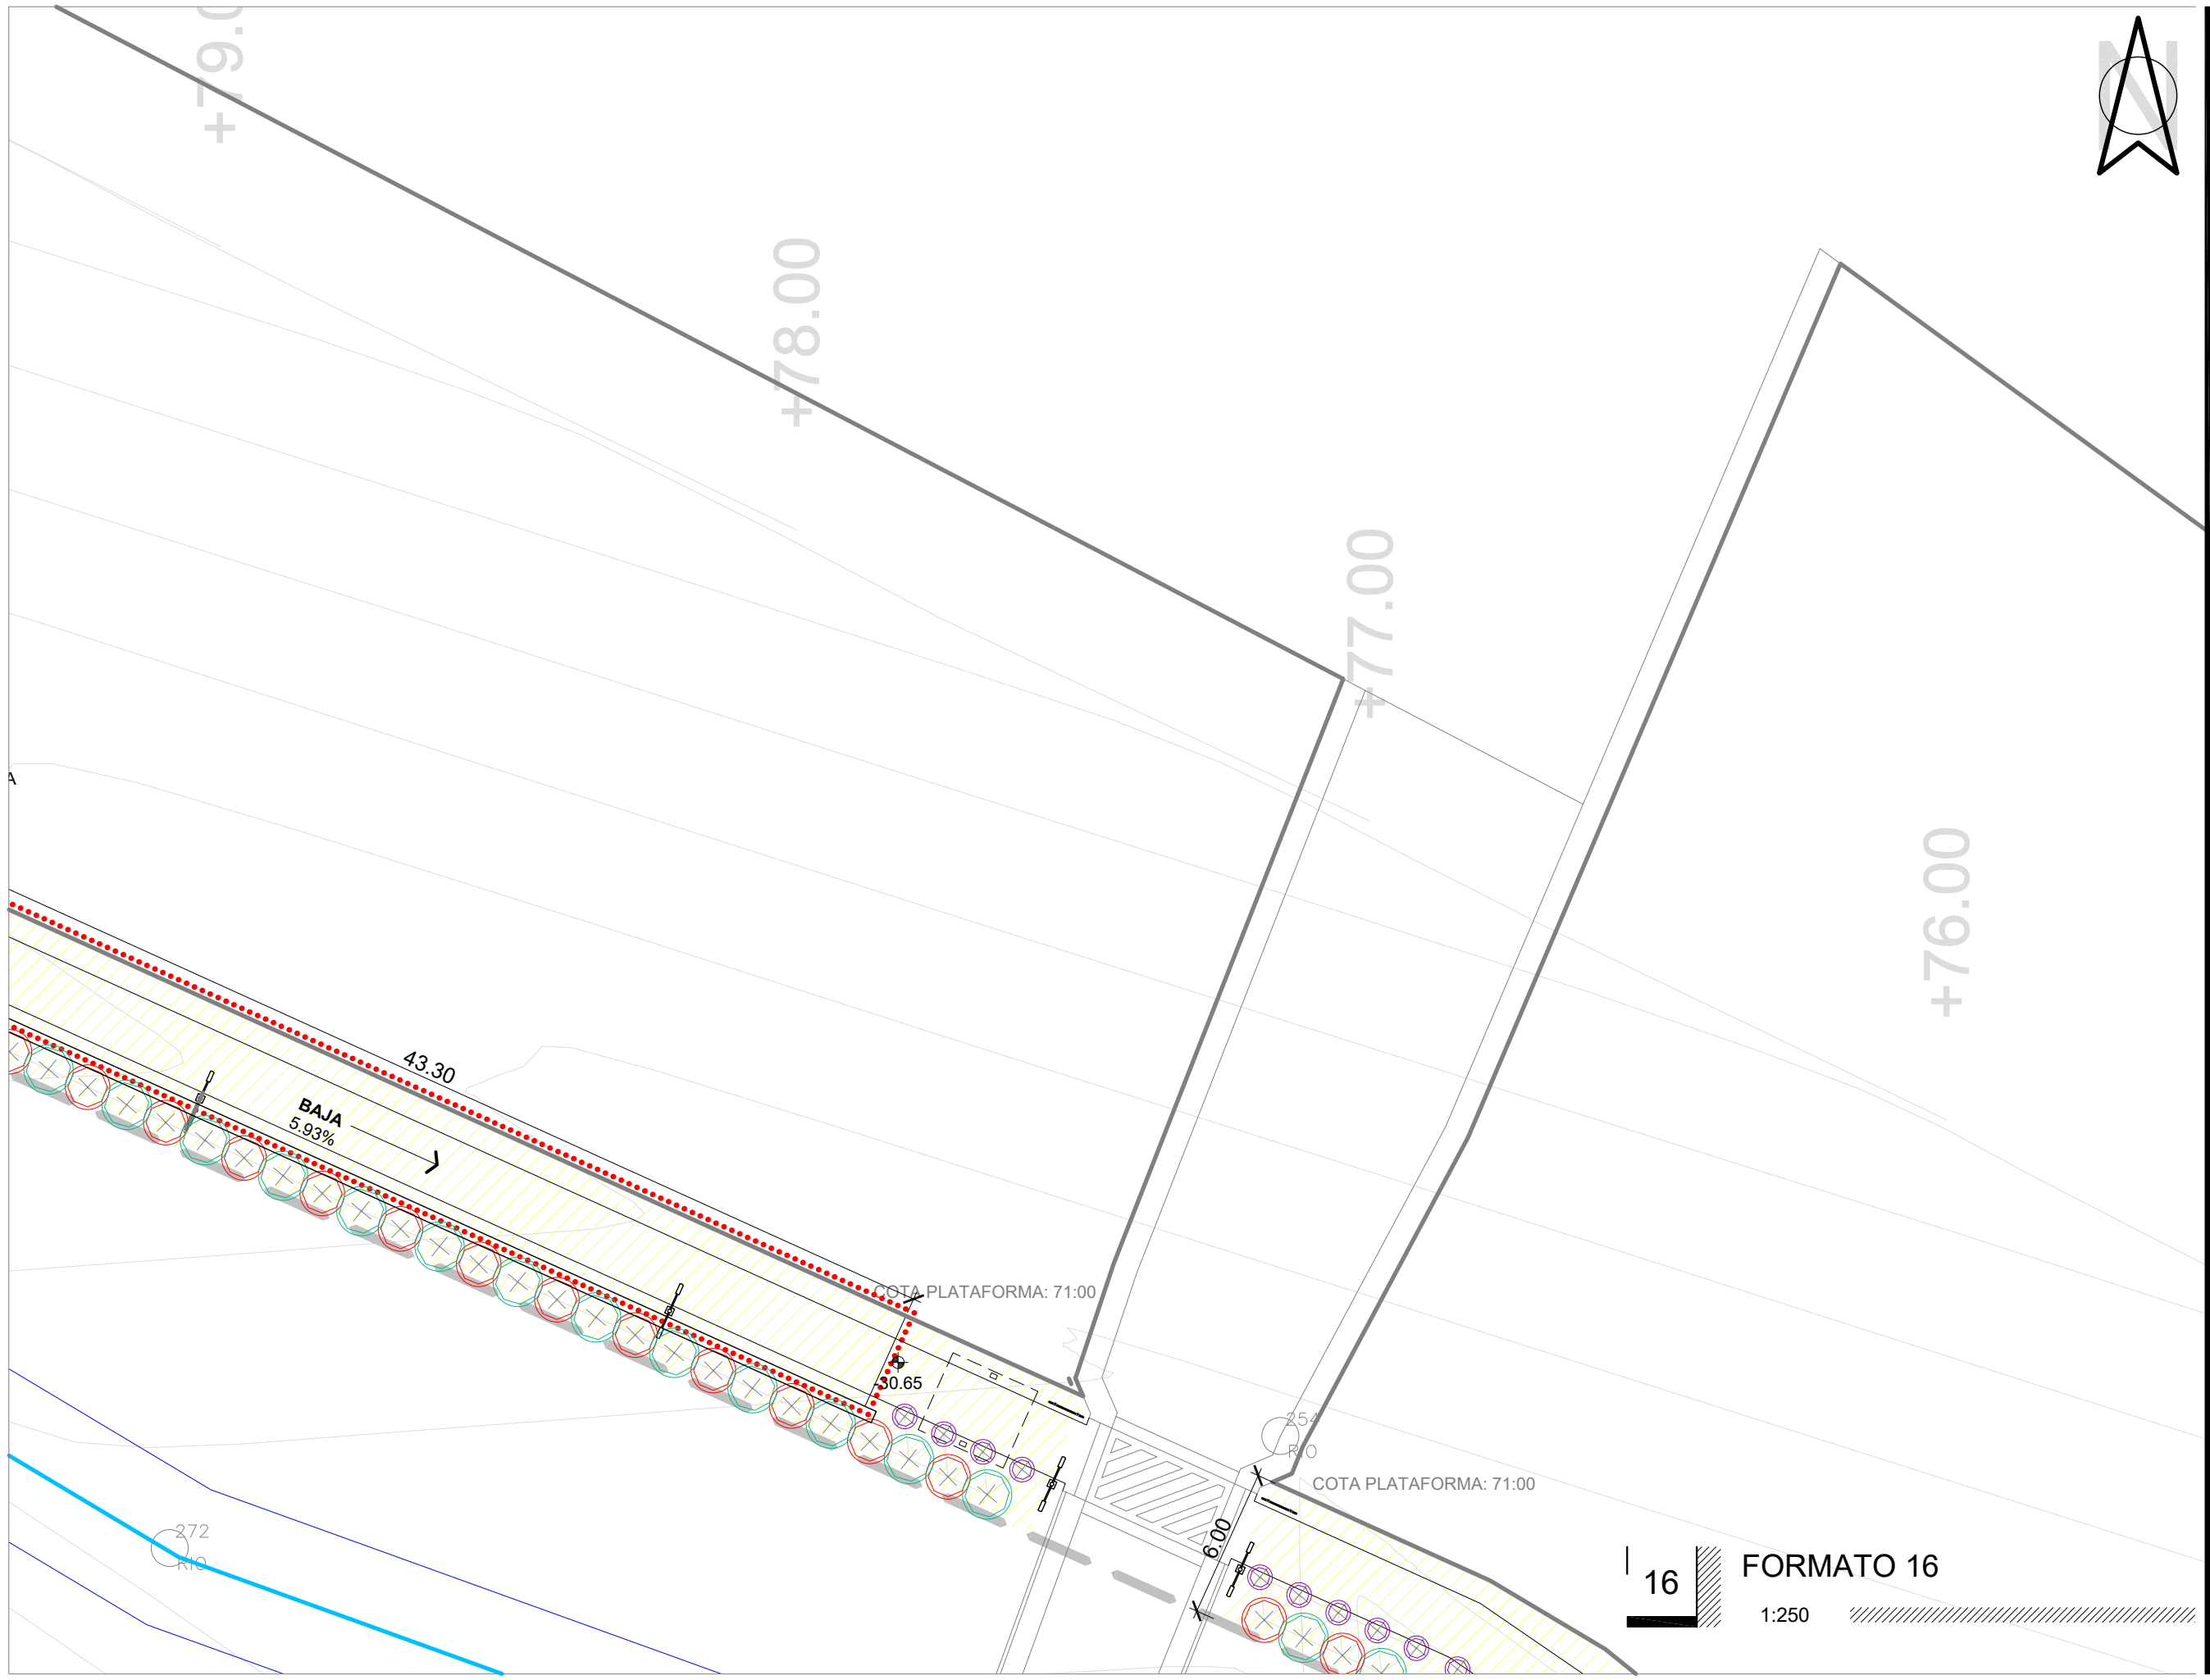 +79.0
N
+78.00
+77.00
+76.00
A
43.30
BAJA
5.93%
COTA PLATAFORMA: 71:00
-30.65
254
RIO
COTA PLATAFORMA: 71:00
6.00
272
RIO
16
FORMATO 16
1:250